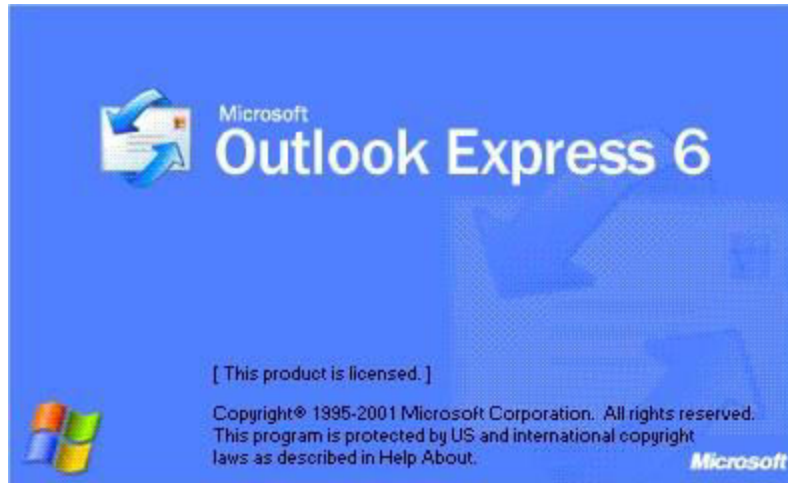 Microsoft
Outlook Express 6
[ This product is licensed. ]
Copyright® 1995-2001 Microsoft Corporation. All rights reserved.
This program is protected by US and international copyright
laws as described in Help About.
Microsoft